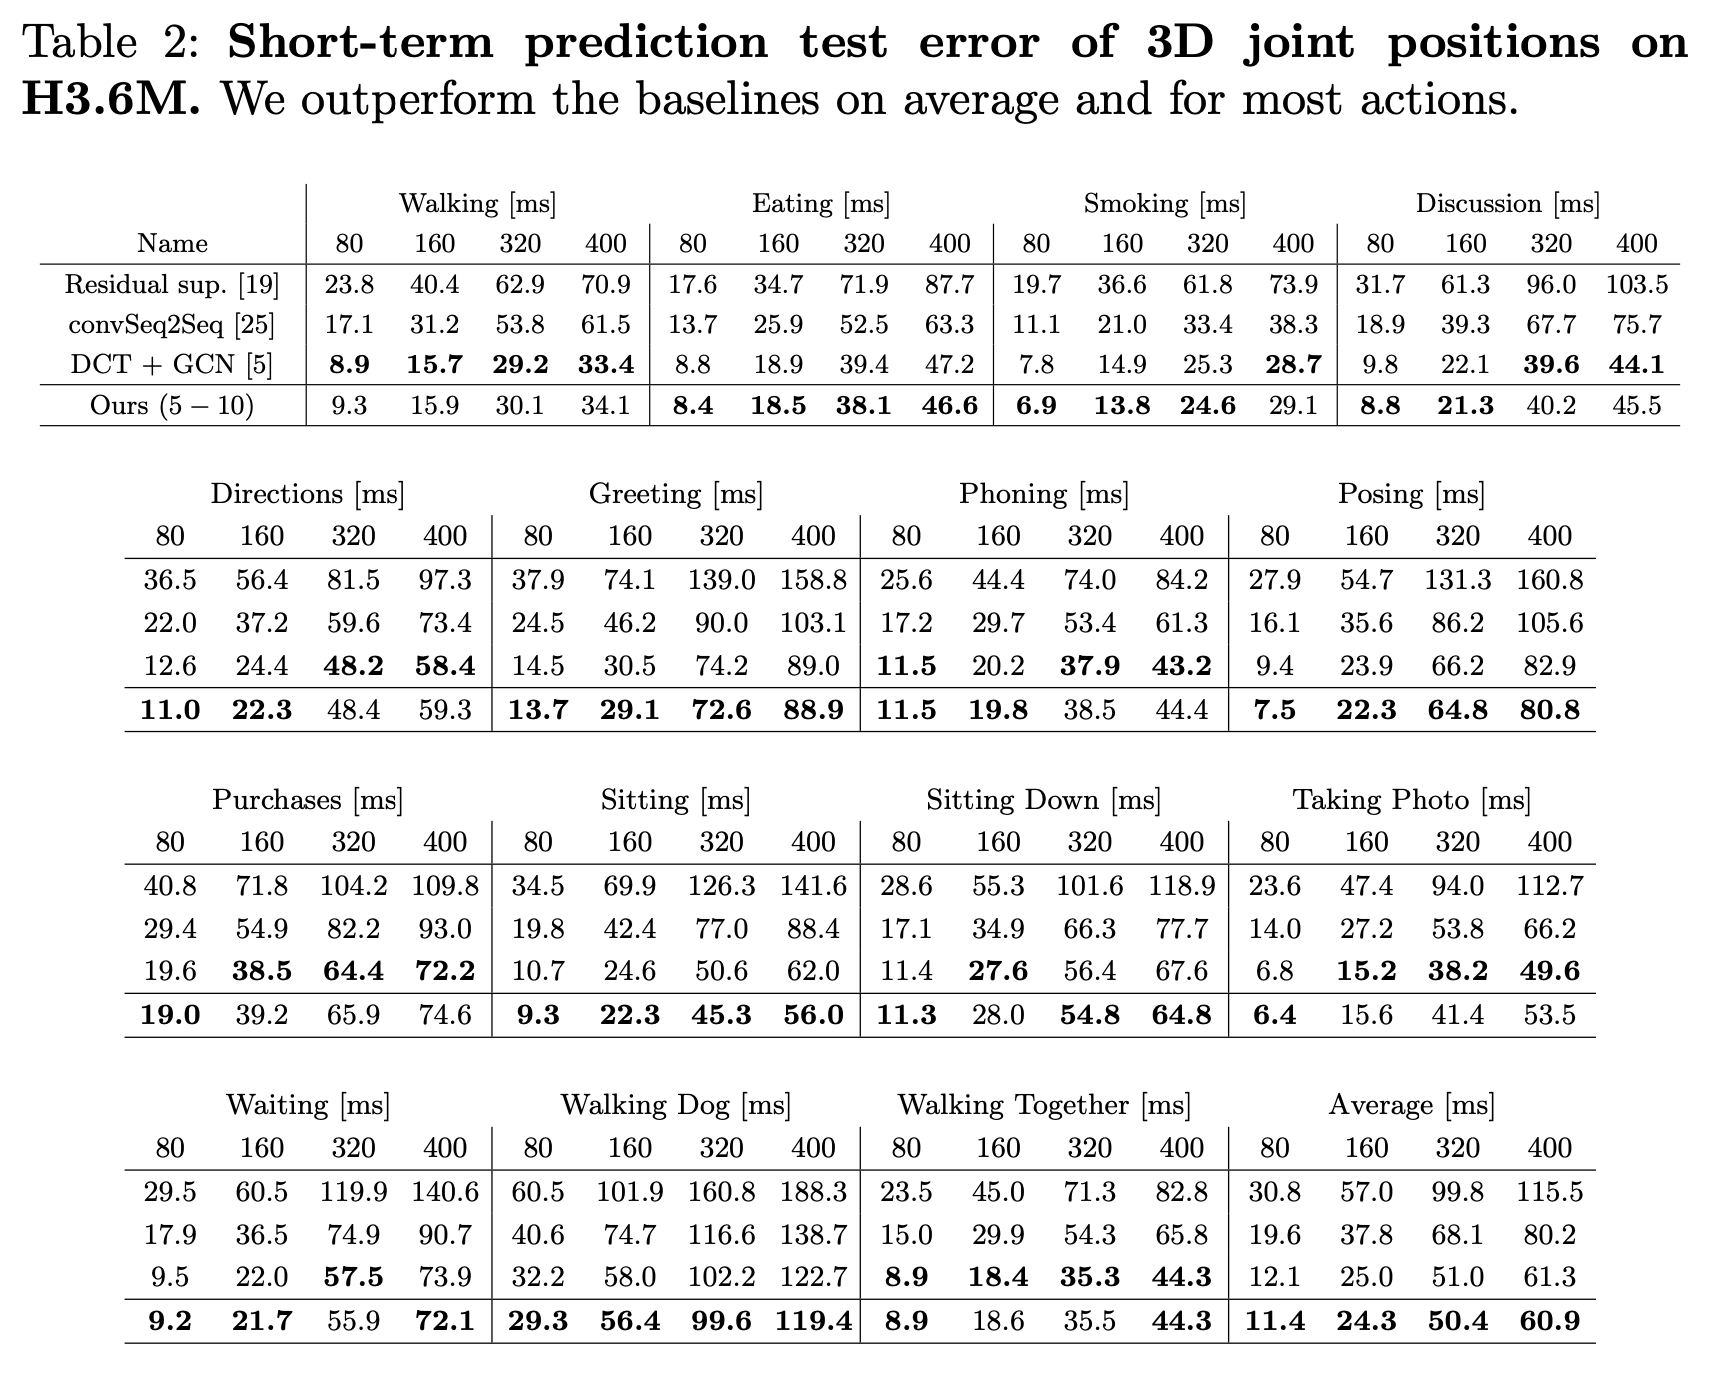 Table 2: Short-term prediction test error of 3D joint positions on
H3.6M. We outperform the baselines on average and for most actions.
Walking [ms] Eating [ms] Smoking [ms] Discussion [ms]
Name 80 160 320 400 80 160 320 400 80 160 320 400 80 160 320 400
Residual sup. [19] 23.8 40.4 62.9 70.9 17.6 34.7 71.9 87.7 19.7 36.6 61.8 73.9 31.7 61.3 96.0 103.5
convSeq2Seq [25] 17.1 31.2 53.8 61.5 13.7 25.9 52.5 63.3 11.1 21.0 33.4 38.3 18.9 39.3 67.7 75.7
DCT + GCN [5] 8.9 15.7 29.2 33.4 8.8 18.9 39.4 47.2 7.8 14.9 25.3 28.7 9.8 22.1 39.6 44.1
Ours (5 – 10) 9.3 15.9 30.1 34.1 8.4 18.5 38.1 46.6 6.9 13.8 24.6 29.1 8.8 21.3 40.2 45.5
Directions [ms] Greeting [ms] Phoning [ms] Posing [ms]
80 160 320 400 80 160 320 400 80 160 320 400 80 160 320 400
36.5 56.4 81.5 97.3 37.9 74.1 139.0 158.8 25.6 44.4 74.0 84.2 27.9 54.7 131.3 160.8
22.0 37.2 59.6 73.4 24.5 46.2 90.0 103.1 17.2 29.7 53.4 61.3 16.1 35.6 86.2 105.6
12.6 24.4 48.2 58.4 14.5 30.5 74.2 89.0 11.5 20.2 37.9 43.2 9.4 23.9 66.2 82.9
11.0 22.3 48.4 59.3 13.7 29.1 72.6 88.9 11.5 19.8 38.5 44.4 7.5 22.3 64.8 80.8
Purchases [ms] Sitting [ms] Sitting Down [ms] Taking Photo [ms]
80 160 320 400 80 160 320 400 80 160 320 400 80 160 320 400
40.8 71.8 104.2 109.8 34.5 69.9 126.3 141.6 28.6 55.3 101.6 118.9 23.6 47.4 94.0 112.7
29.4 54.9 82.2 93.0 19.8 42.4 77.0 88.4 17.1 34.9 66.3 77.7 14.0 27.2 53.8 66.2
19.6 38.5 64.4 72.2 10.7 24.6 50.6 62.0 11.4 27.6 56.4 67.6 6.8 15.2 38.2 49.6
19.0 39.2 65.9 74.6 9.3 22.3 45.3 56.0 11.3 28.0 54.8 64.8 6.4 15.6 41.4 53.5
Waiting [ms] Walking Dog [ms] Walking Together [ms] Average [ms]
80 160 320 400 80 160 320 400 80 160 320 400 80 160 320 400
29.5 60.5 119.9 140.6 60.5 101.9 160.8 188.3 23.5 45.0 71.3 82.8 30.8 57.0 99.8 115.5
17.9 36.5 74.9 90.7 40.6 74.7 116.6 138.7 15.0 29.9 54.3 65.8 19.6 37.8 68.1 80.2
9.5 22.0 57.5 73.9 32.2 58.0 102.2 122.7 8.9 18.4 35.3 44.3 12.1 25.0 51.0 61.3
9.2 21.7 55.9 72.1 29.3 56.4 99.6 119.4 8.9 18.6 35.5 44.3 11.4 24.3 50.4 60.9